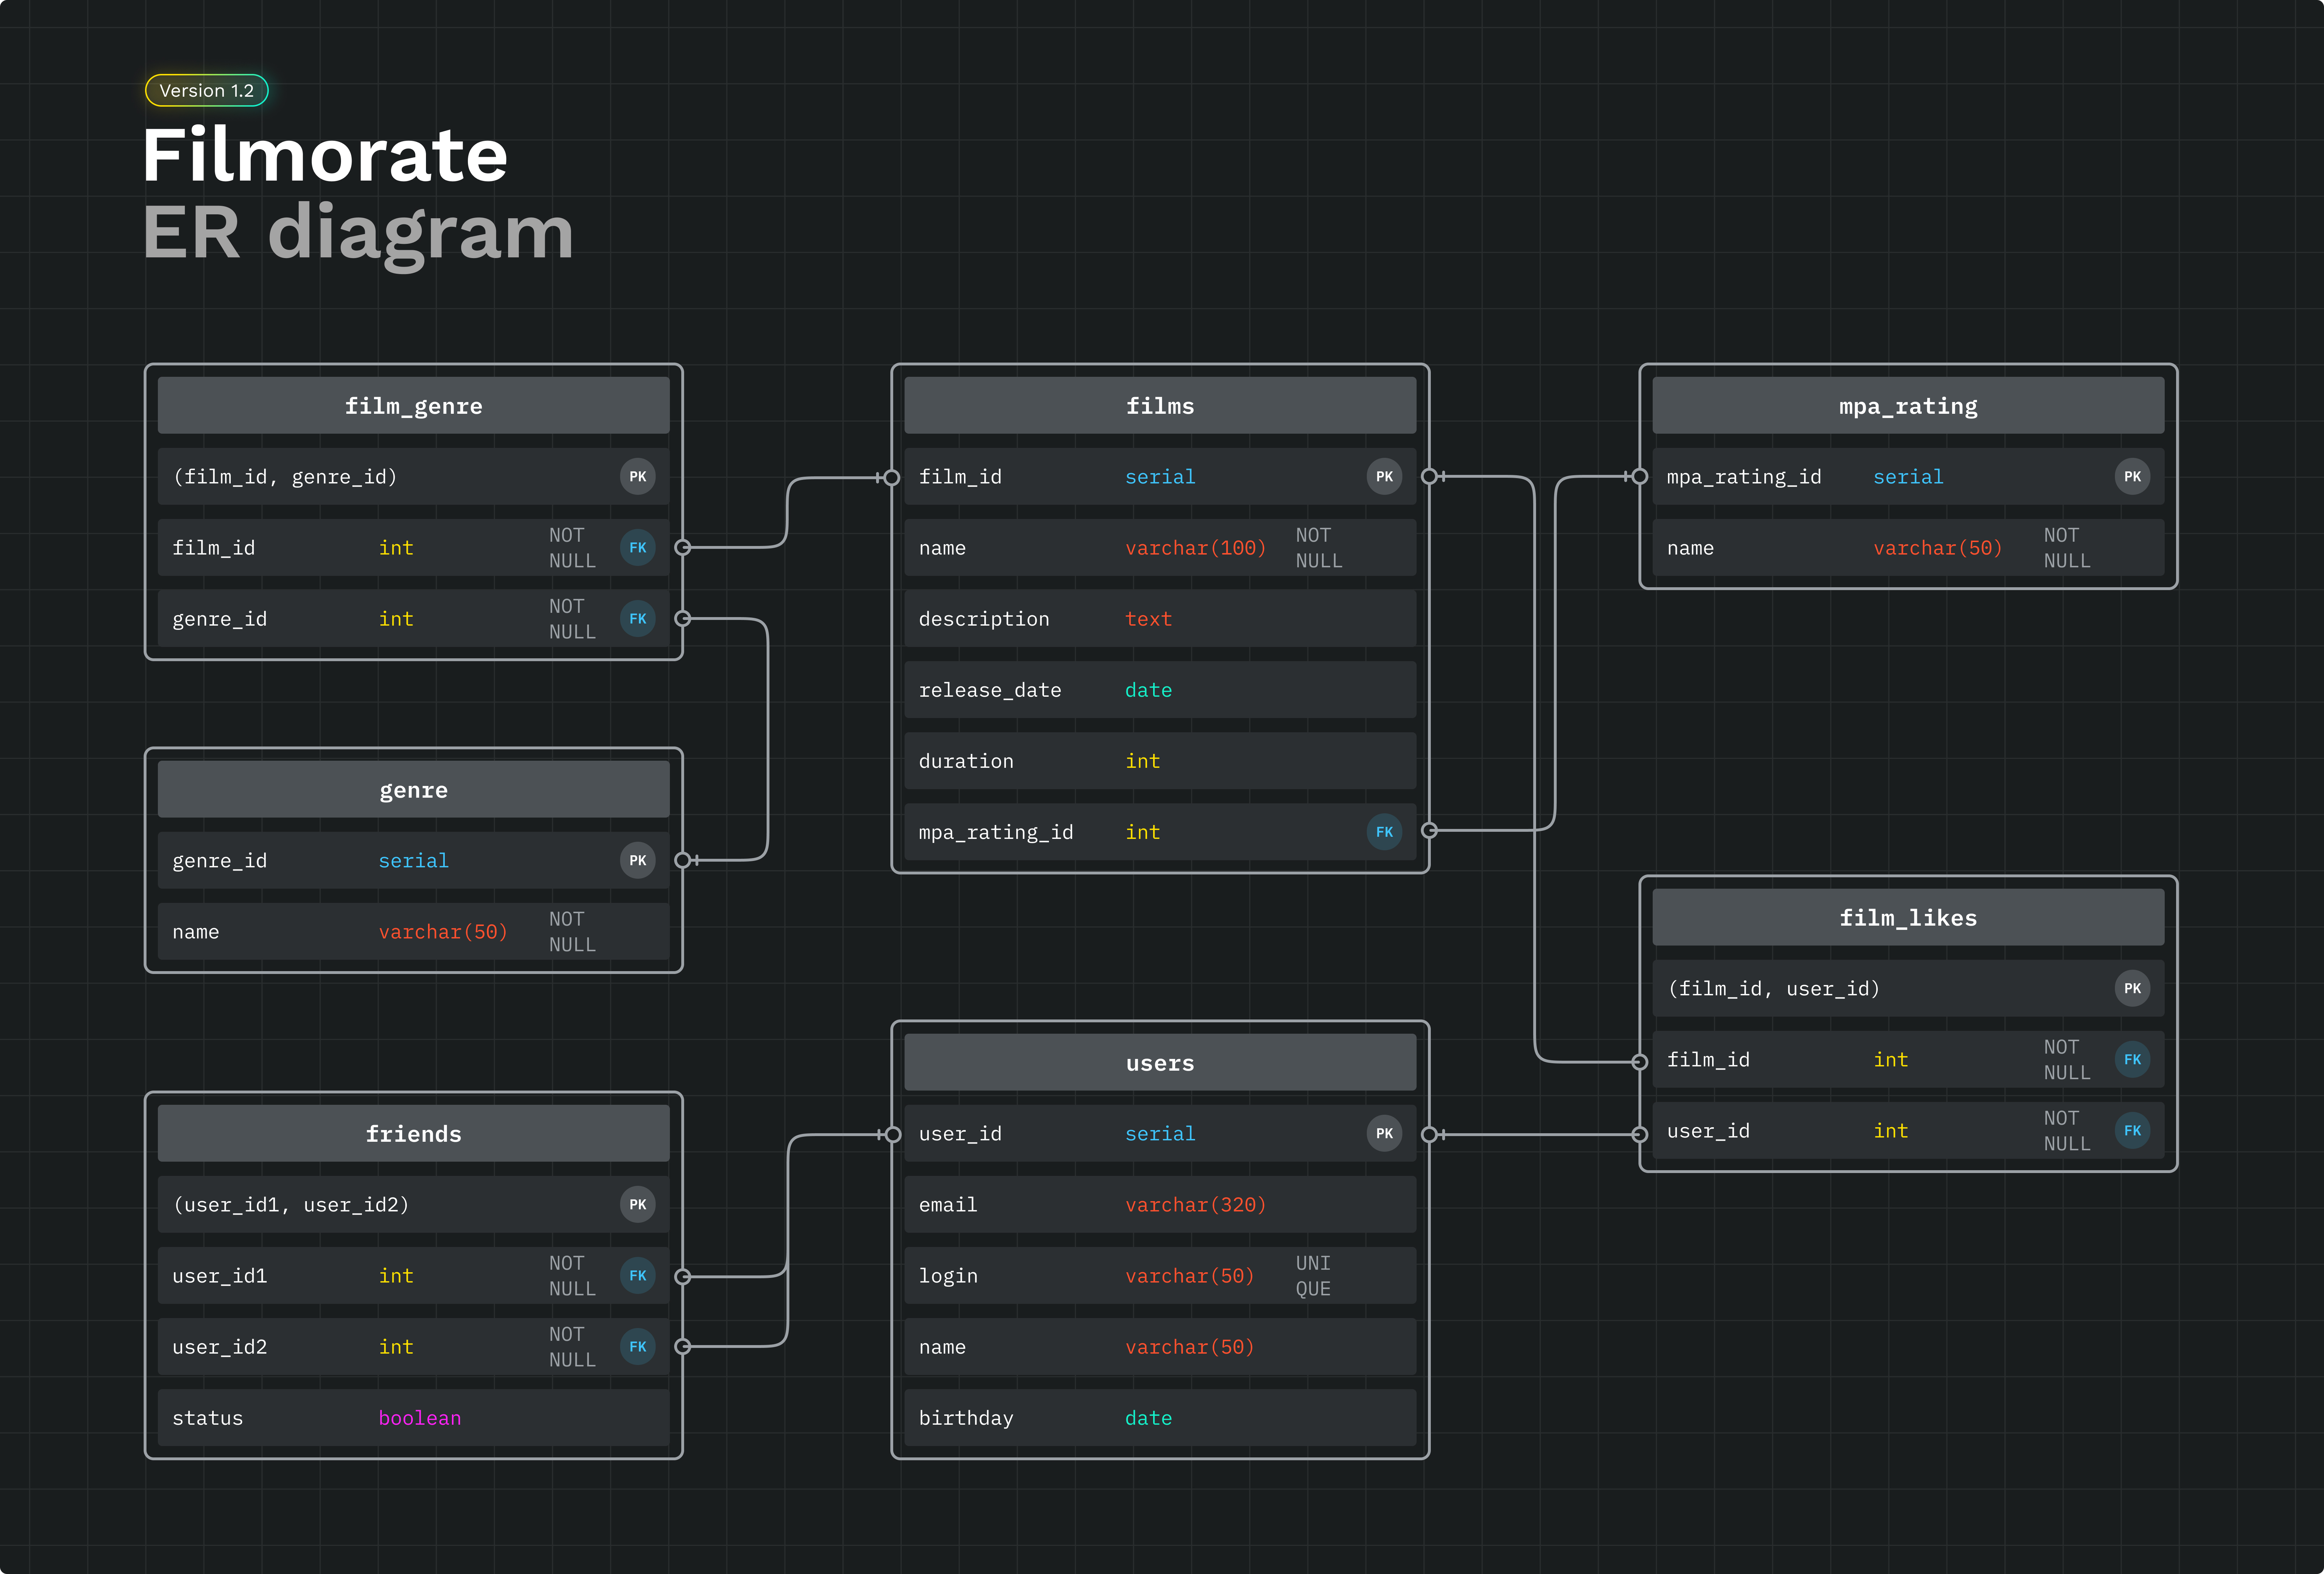 Version 1.2
Filmorate
ER diagram
film_genre
(film_id, genre_id) PK
film_id int NOT NULL FK
genre_id int NOT NULL FK
genre
genre_id serial PK
name varchar(50) NOT NULL
friends
(user_id1, user_id2) PK
user_id1 int NOT NULL FK
user_id2 int NOT NULL FK
status boolean
films
film_id serial PK
name varchar(100) NOT NULL
description text
release_date date
duration int
mpa_rating_id int FK
users
user_id serial PK
email varchar(320)
login varchar(50) UNI QUE
name varchar(50)
birthday date
mpa_rating
mpa_rating_id serial PK
name varchar(50) NOT NULL
film_likes
(film_id, user_id) PK
film_id int NOT NULL FK
user_id int NOT NULL FK